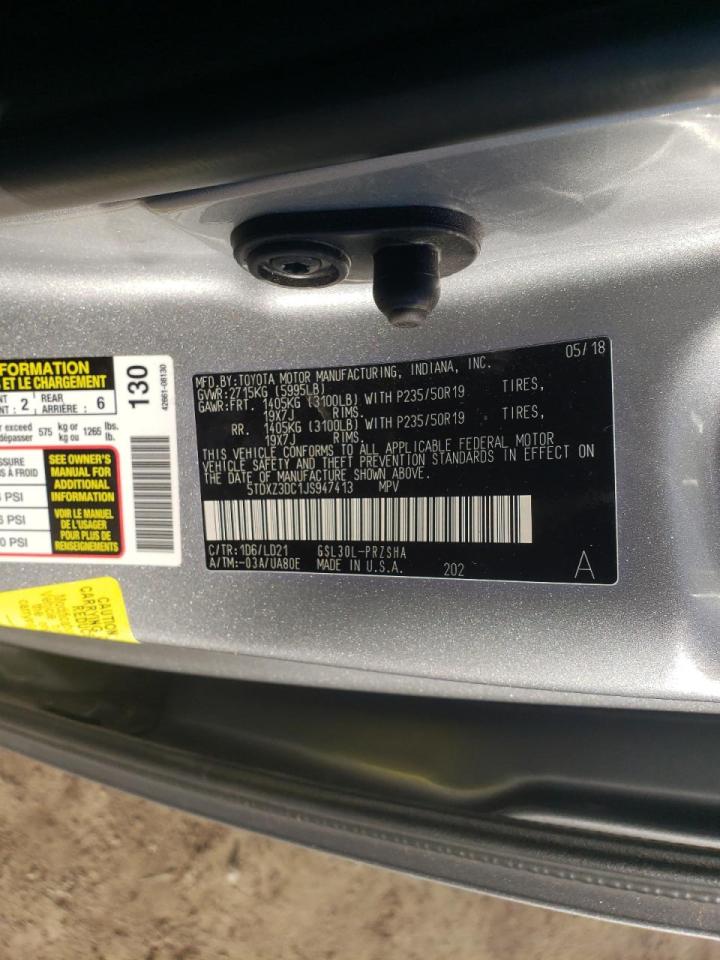 FORMATION
ET LE CHARGEMENT
2 REAR
ARRIÈRE : 6
exceed 575 kg or 1265 lbs.
dépasser kg ou lb.
À FROID
PSI
PSI
PSI
SEE OWNER'S
MANUAL FOR
ADDITIONAL
INFORMATION
VOIR LE MANUEL
DE L'USAGER
POUR PLUS DE
RENSEIGNEMENTS
130
42661-08130
CAUTION
CARRYING
REDUC
MFD.BY:TOYOTA MOTOR MANUFACTURING, INDIANA, INC. 05/18
GVWR:2715KG (5995LB)
GAWR:FRT. 1405KG (3100LB) WITH P235/50R19 TIRES,
19X7J RIMS.
RR. 1405KG (3100LB) WITH P235/50R19 TIRES,
19X7J RIMS.
THIS VEHICLE CONFORMS TO ALL APPLICABLE FEDERAL MOTOR
VEHICLE SAFETY AND THEFT PREVENTION STANDARDS IN EFFECT ON
THE DATE OF MANUFACTURE SHOWN ABOVE.
5TDXZ3DC1JS947413 MPV
C/TR:1D6/LD21 GSL30L-PRZSHA
A/TM:-03A/UA80E MADE IN U.S.A. 202 A